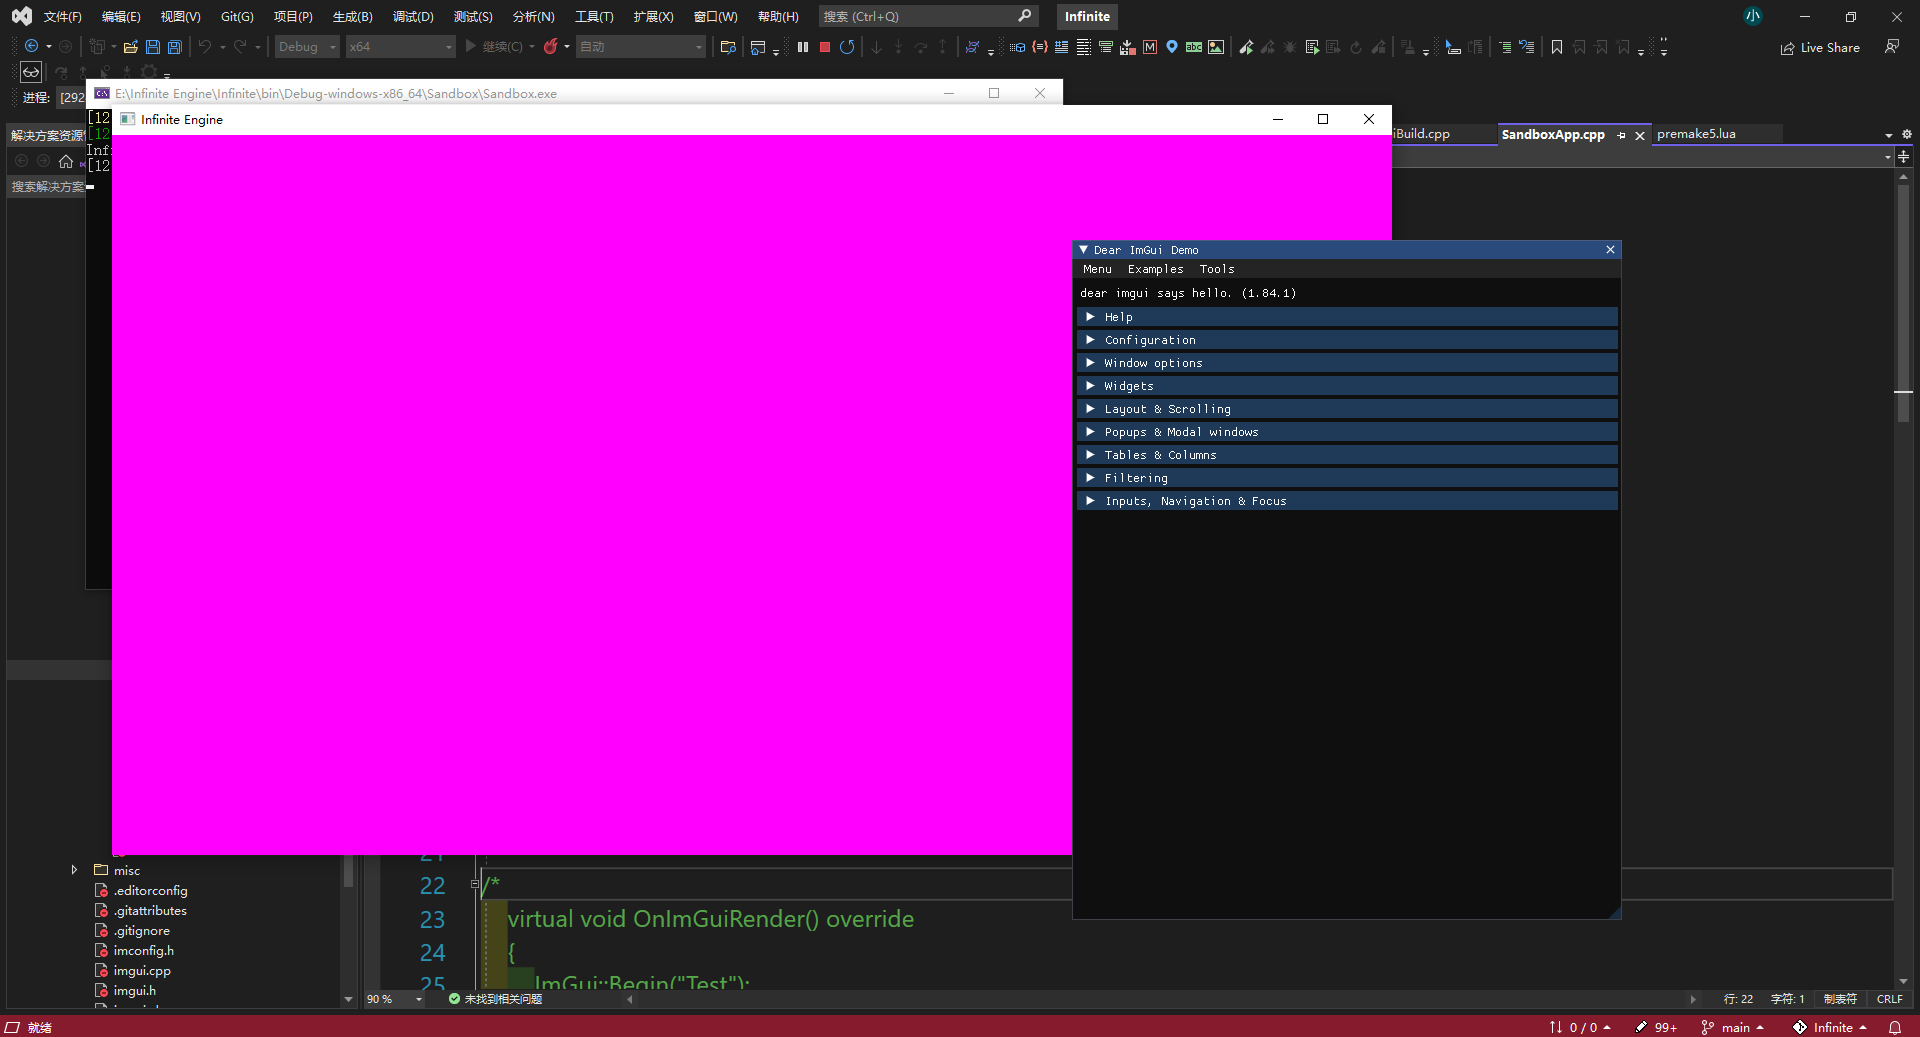 文件(F) 编辑(E) 视图(V) Git(G) 项目(P) 生成(B) 调试(D) 测试(S) 分析(N) 工具(T) 扩展(X) 窗口(W) 帮助(H) 搜索 (Ctrl+Q) Infinite 小
Debug x64 继续(C) 自动 Live Share
进程: [292
E:\Infinite Engine\Infinite\bin\Debug-windows-x86_64\Sandbox\Sandbox.exe
[12
[12
Inf
[12
Infinite Engine
解决方案资源
搜索解决方案
iBuild.cpp SandboxApp.cpp premake5.lua
Dear ImGui Demo
Menu Examples Tools
dear imgui says hello. (1.84.1)
Help
Configuration
Window options
Widgets
Layout & Scrolling
Popups & Modal windows
Tables & Columns
Filtering
Inputs, Navigation & Focus
misc
.editorconfig
.gitattributes
.gitignore
imconfig.h
imgui.cpp
imgui.h
21
22 /*
23 virtual void OnImGuiRender() override
24 {
25 ImGui::Begin("Test");
90 % 未找到相关问题 行: 22 字符: 1 制表符 CRLF
就绪 0 / 0 99+ main Infinite